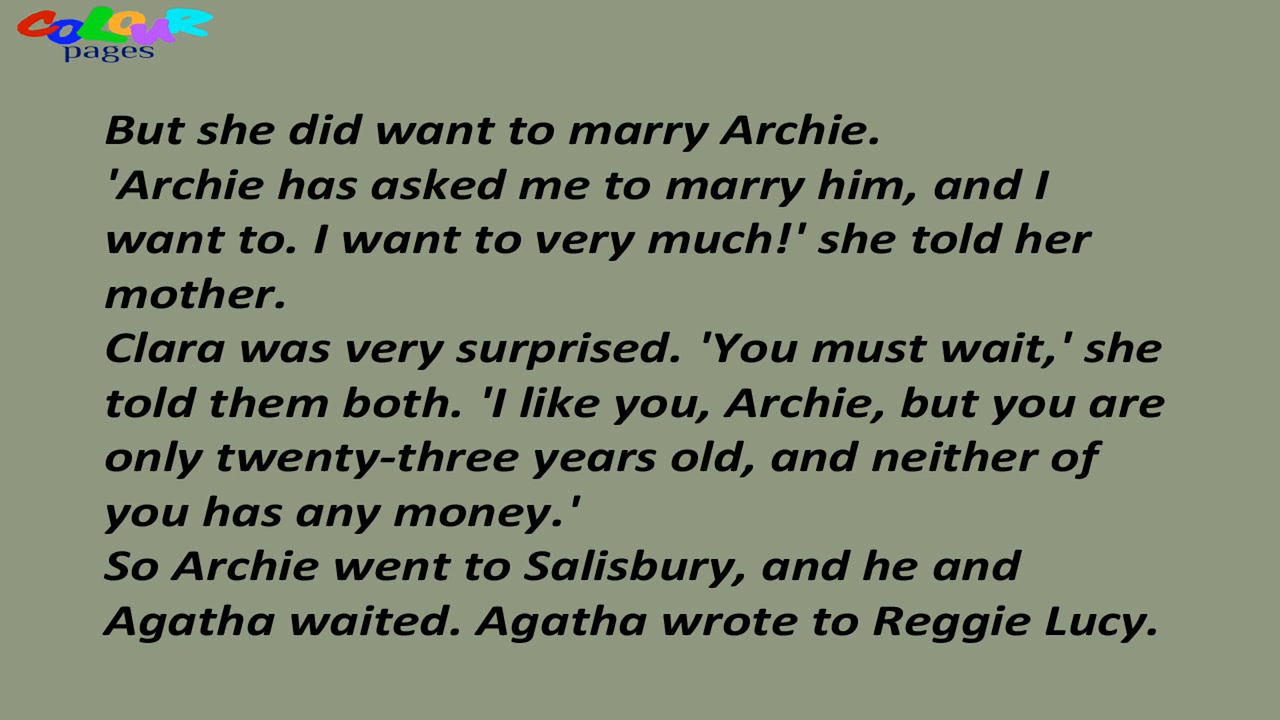 COLOUR
pages
But she did want to marry Archie.
'Archie has asked me to marry him, and I
want to. I want to very much!' she told her
mother.
Clara was very surprised. 'You must wait,' she
told them both. 'I like you, Archie, but you are
only twenty-three years old, and neither of
you has any money.'
So Archie went to Salisbury, and he and
Agatha waited. Agatha wrote to Reggie Lucy.